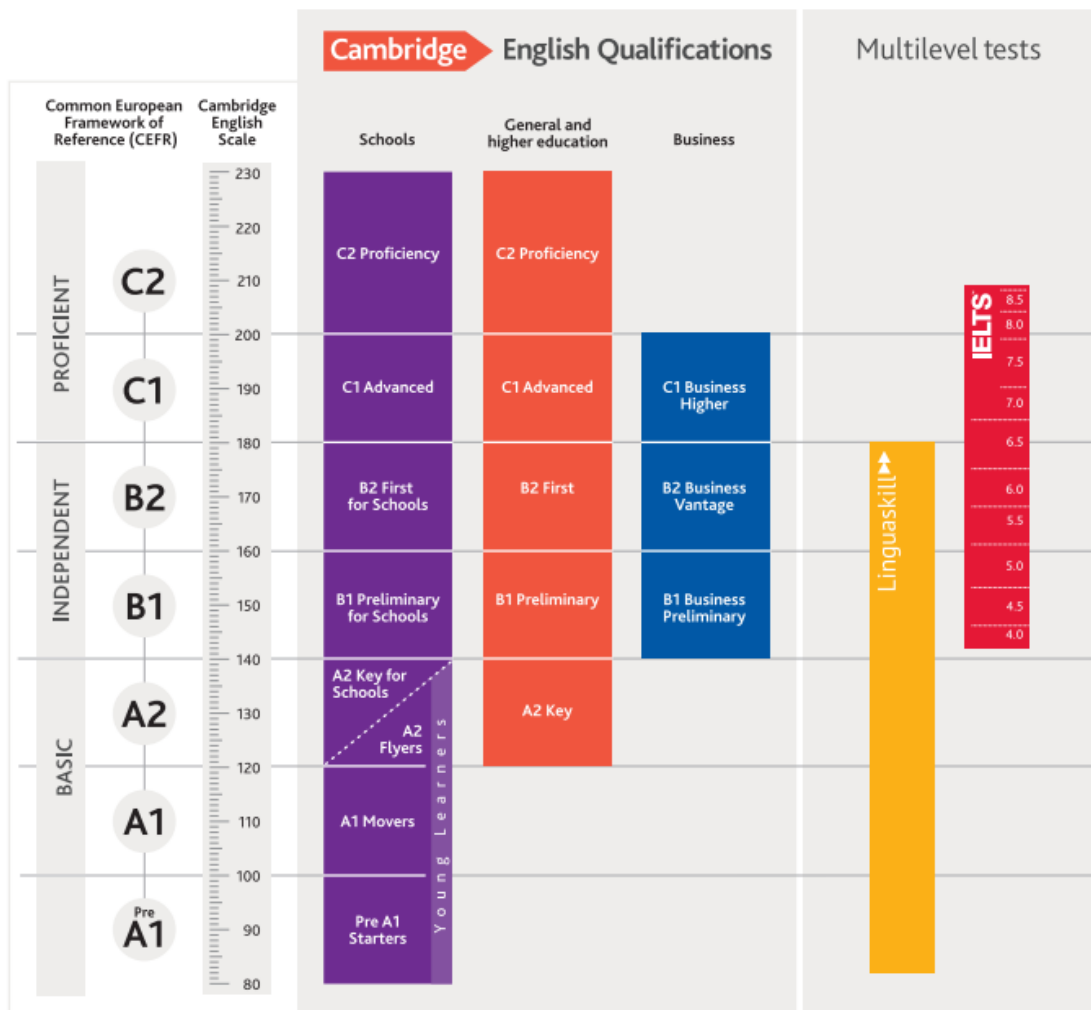 Cambridge English Qualifications
Multilevel tests
Common European
Framework of
Reference (CEFR)
Cambridge
English
Scale
Schools
General and
higher education
Business
PROFICIENT
INDEPENDENT
BASIC
C2
C1
B2
B1
A2
A1
Pre
A1
230
220
210
200
190
180
170
160
150
140
130
120
110
100
90
80
C2 Proficiency
C1 Advanced
B2 First
for Schools
B1 Preliminary
for Schools
A2 Key for
Schools
A2
Flyers
A1 Movers
Pre A1
Starters
Young Learners
C2 Proficiency
C1 Advanced
B2 First
B1 Preliminary
A2 Key
C1 Business
Higher
B2 Business
Vantage
B1 Business
Preliminary
Linguaskill
IELTS
8.5
8.0
7.5
7.0
6.5
6.0
5.5
5.0
4.5
4.0